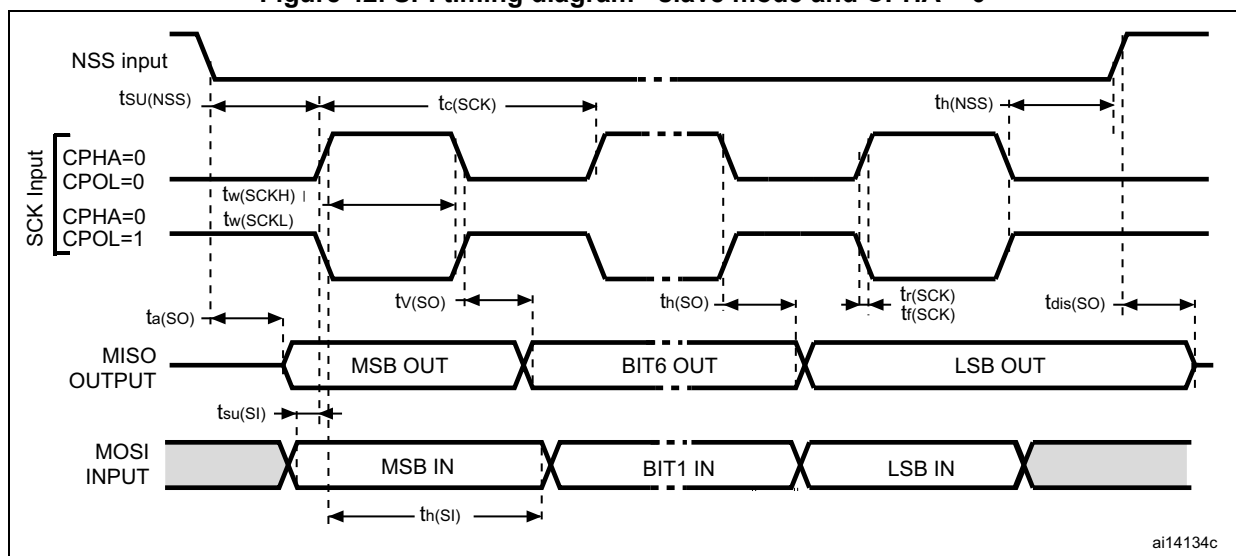 NSS input
tSU(NSS)
tc(SCK)
th(NSS)
SCK Input
CPHA=0
CPOL=0
tw(SCKH)
CPHA=0
tw(SCKL)
CPOL=1
tV(SO)
th(SO)
tr(SCK)
tf(SCK)
ta(SO)
tdis(SO)
MISO
OUTPUT
MSB OUT
BIT6 OUT
LSB OUT
tsu(SI)
MOSI
INPUT
MSB IN
BIT1 IN
LSB IN
th(SI)
ai14134c